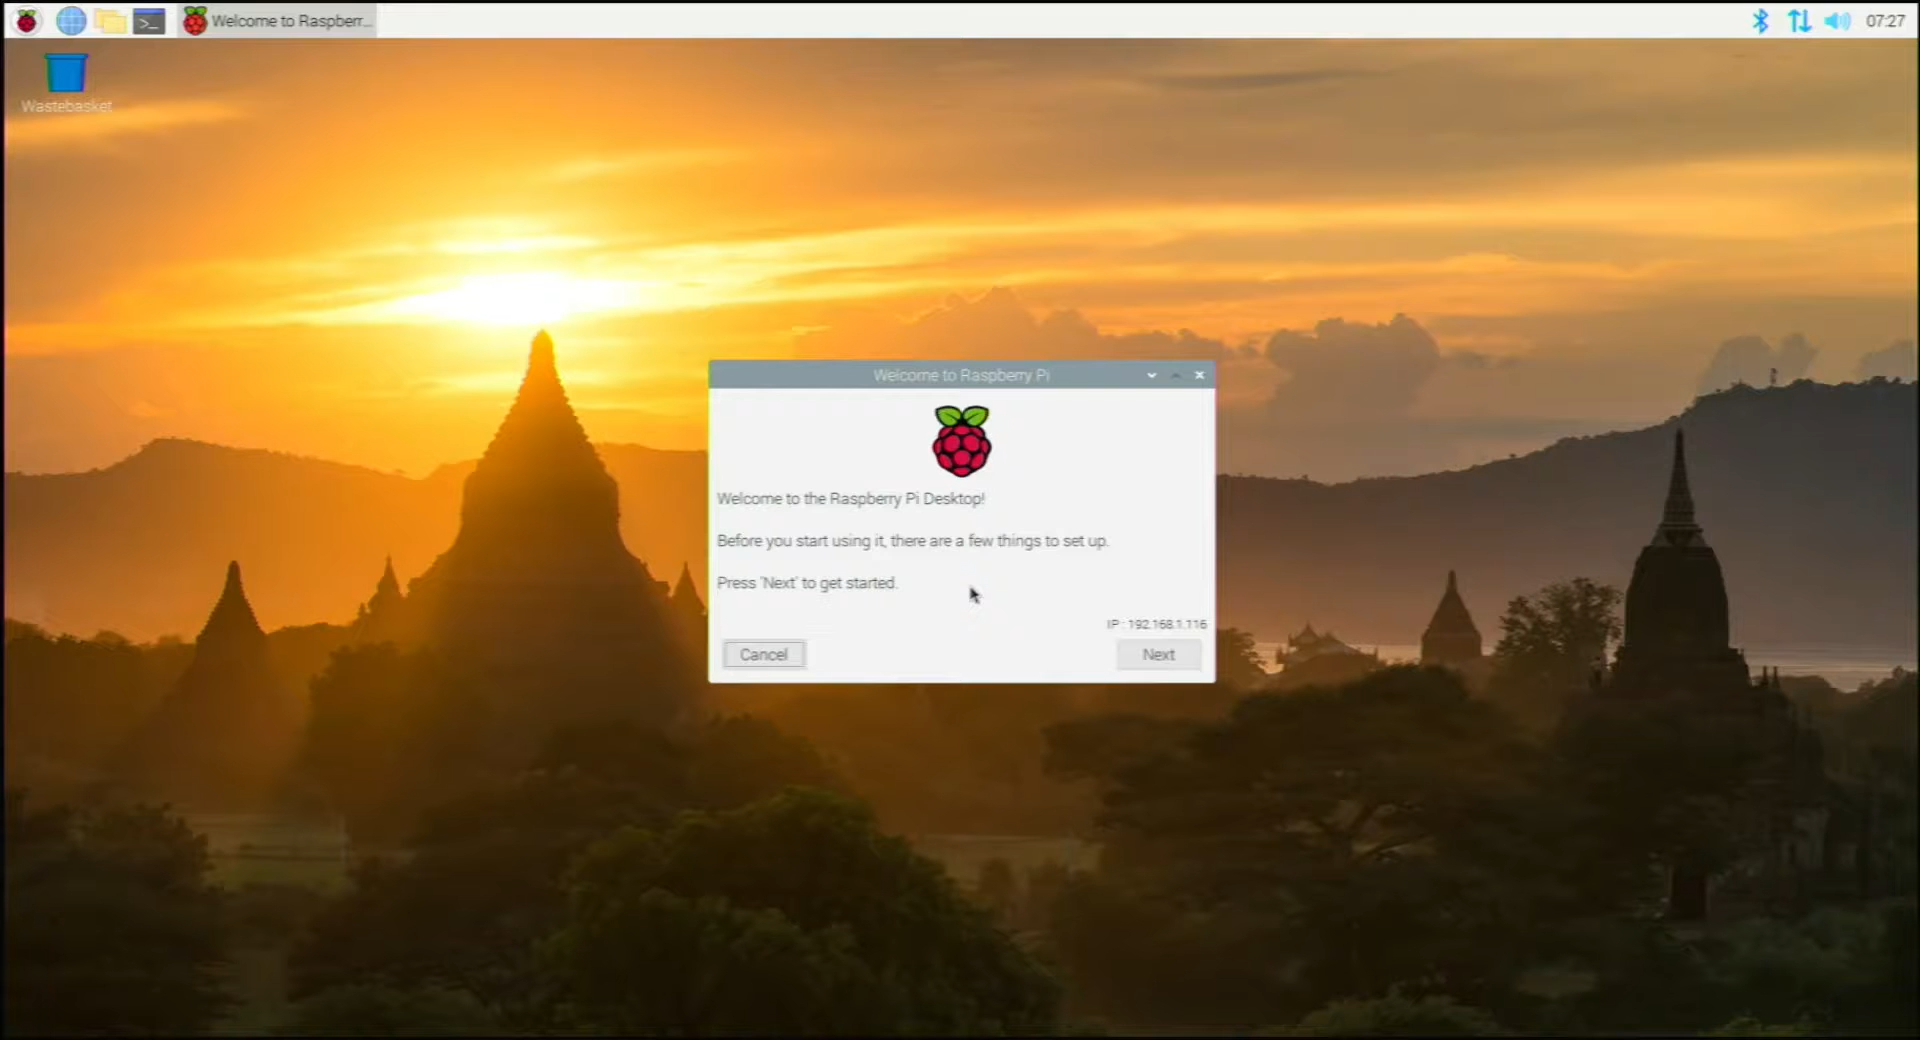 Welcome to Raspberr...
07:27
Wastebasket
Welcome to Raspberry Pi
Welcome to the Raspberry Pi Desktop!
Before you start using it, there are a few things to set up.
Press 'Next' to get started.
IP : 192.168.1.116
Cancel
Next